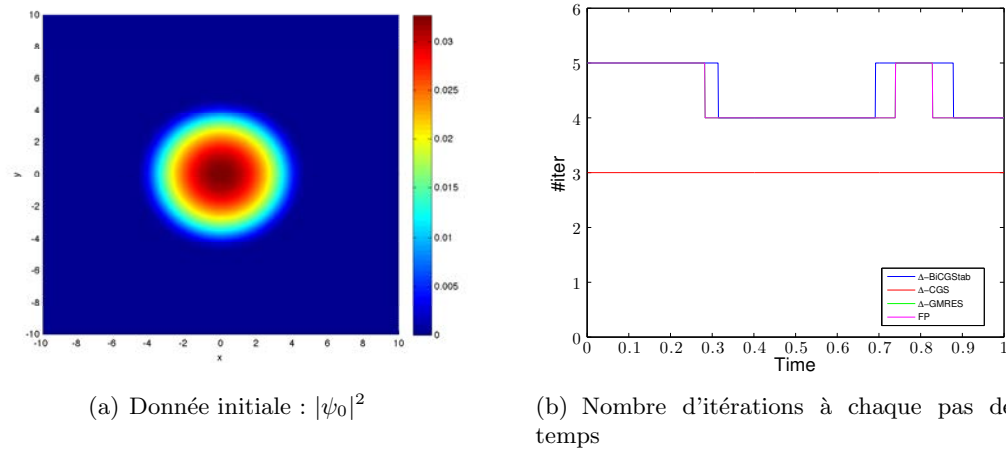 10
8
6
4
2
0
-2
-4
-6
-8
-10
y
-10 -8 -6 -4 -2 0 2 4 6 8 10
x
0.03
0.025
0.02
0.015
0.01
0.005
0
(a) Donnée initiale : |ψ₀|²
6
5
4
3
2
1
0
#iter
0 0.1 0.2 0.3 0.4 0.5 0.6 0.7 0.8 0.9 1
Time
Δ-BiCGStab
Δ-CGS
Δ-GMRES
FP
(b) Nombre d'itérations à chaque pas de
temps